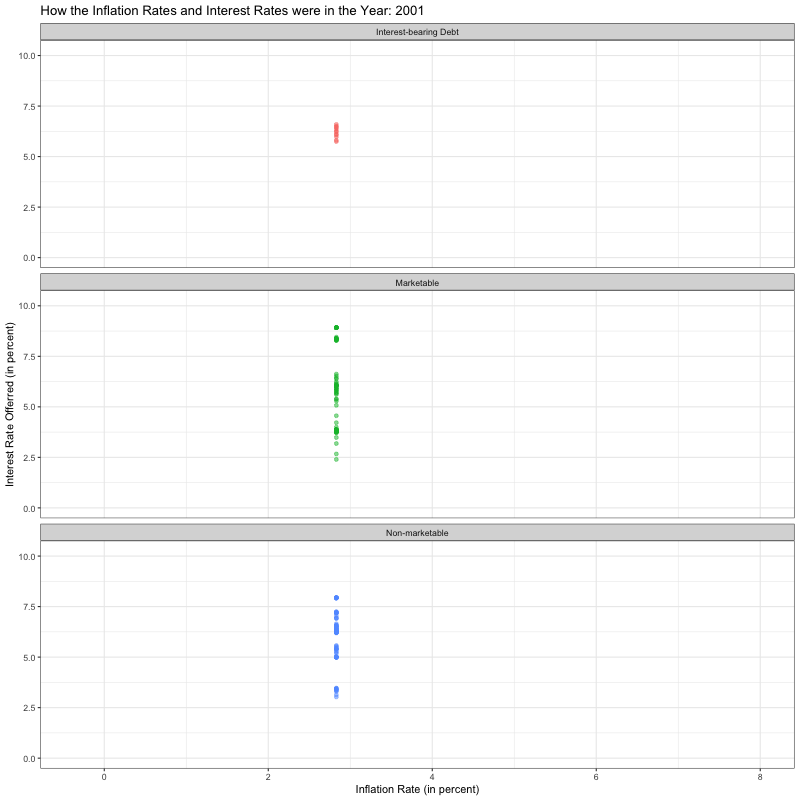 How the Inflation Rates and Interest Rates were in the Year: 2001
Interest-bearing Debt
10.0
7.5
5.0
2.5
0.0
Marketable
10.0
7.5
5.0
2.5
0.0
Interest Rate Offerred (in percent)
Non-marketable
10.0
7.5
5.0
2.5
0.0
0 2 4 6 8
Inflation Rate (in percent)